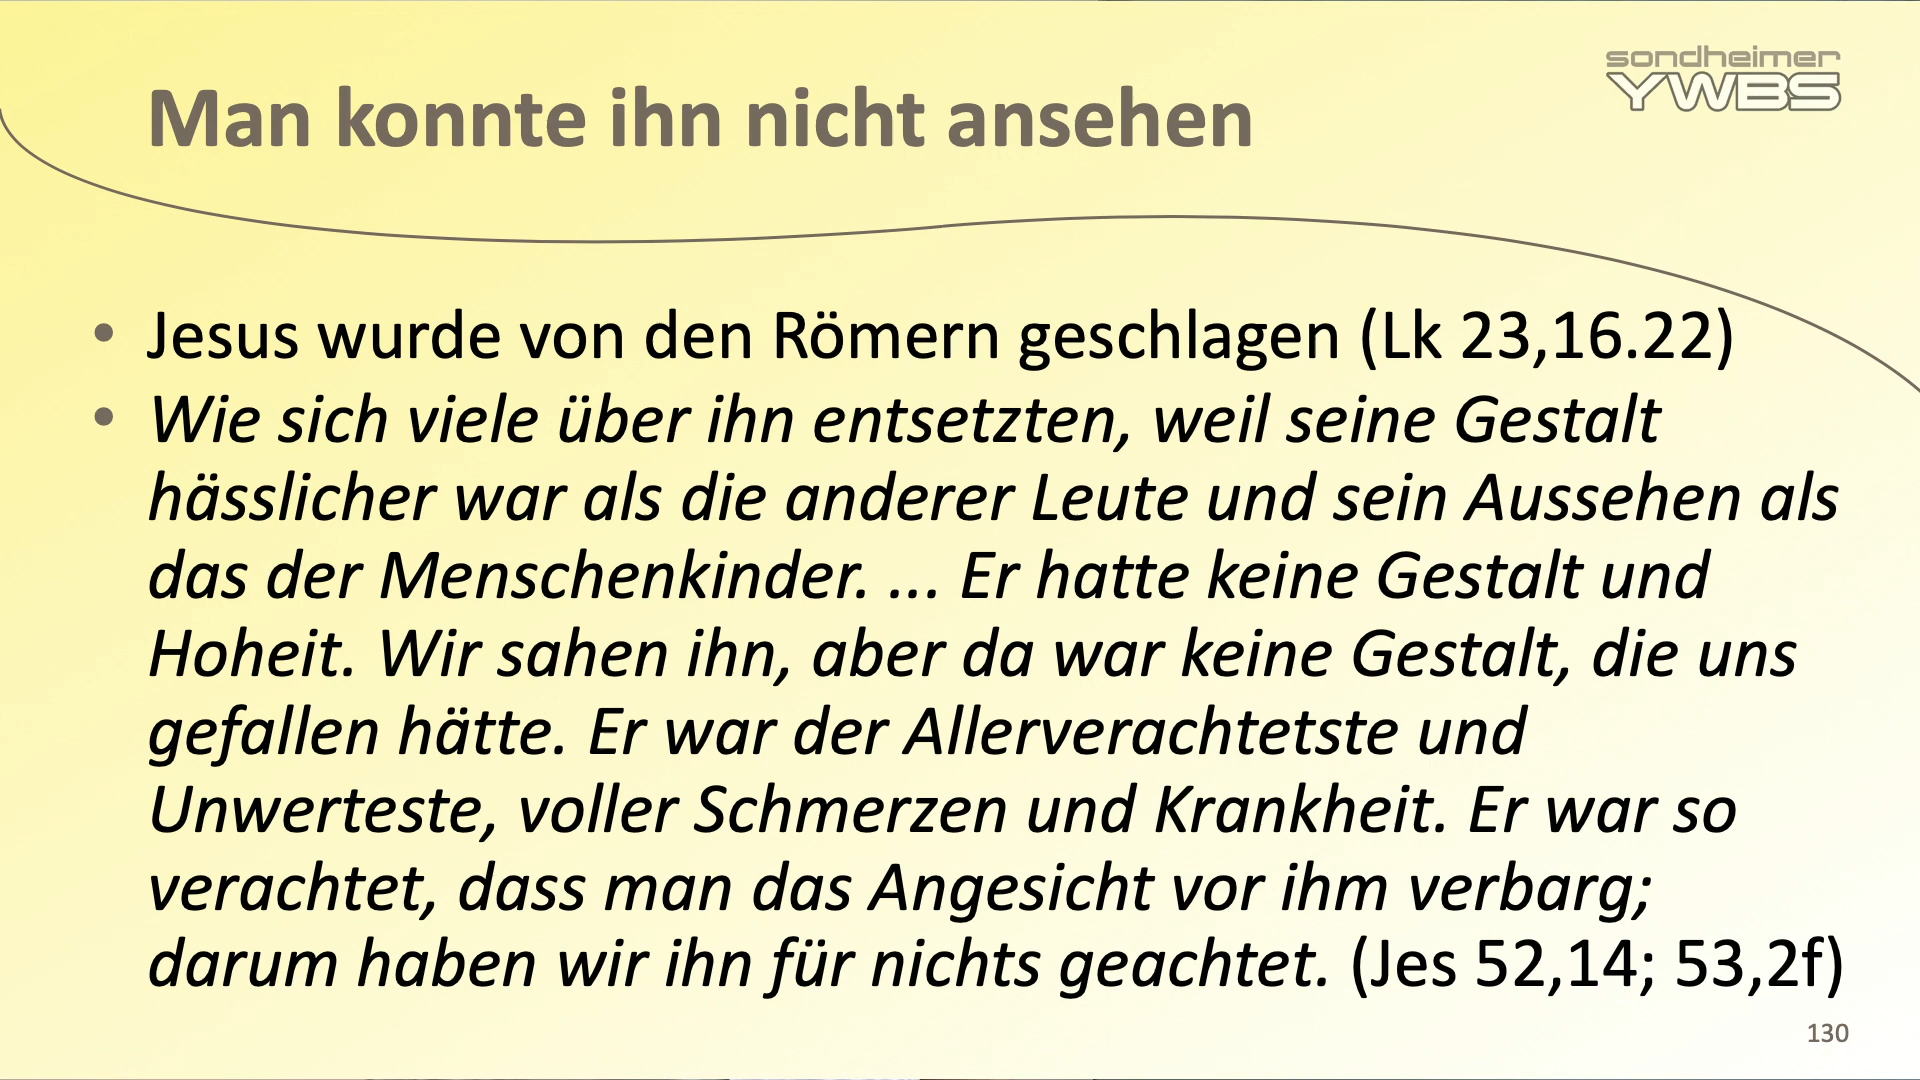 sondheimer
YWBS
Man konnte ihn nicht ansehen
• Jesus wurde von den Römern geschlagen (Lk 23,16.22)
• Wie sich viele über ihn entsetzten, weil seine Gestalt
hässlicher war als die anderer Leute und sein Aussehen als
das der Menschenkinder. ... Er hatte keine Gestalt und
Hoheit. Wir sahen ihn, aber da war keine Gestalt, die uns
gefallen hätte. Er war der Allerverachtetste und
Unwerteste, voller Schmerzen und Krankheit. Er war so
verachtet, dass man das Angesicht vor ihm verbarg;
darum haben wir ihn für nichts geachtet. (Jes 52,14; 53,2f)
130